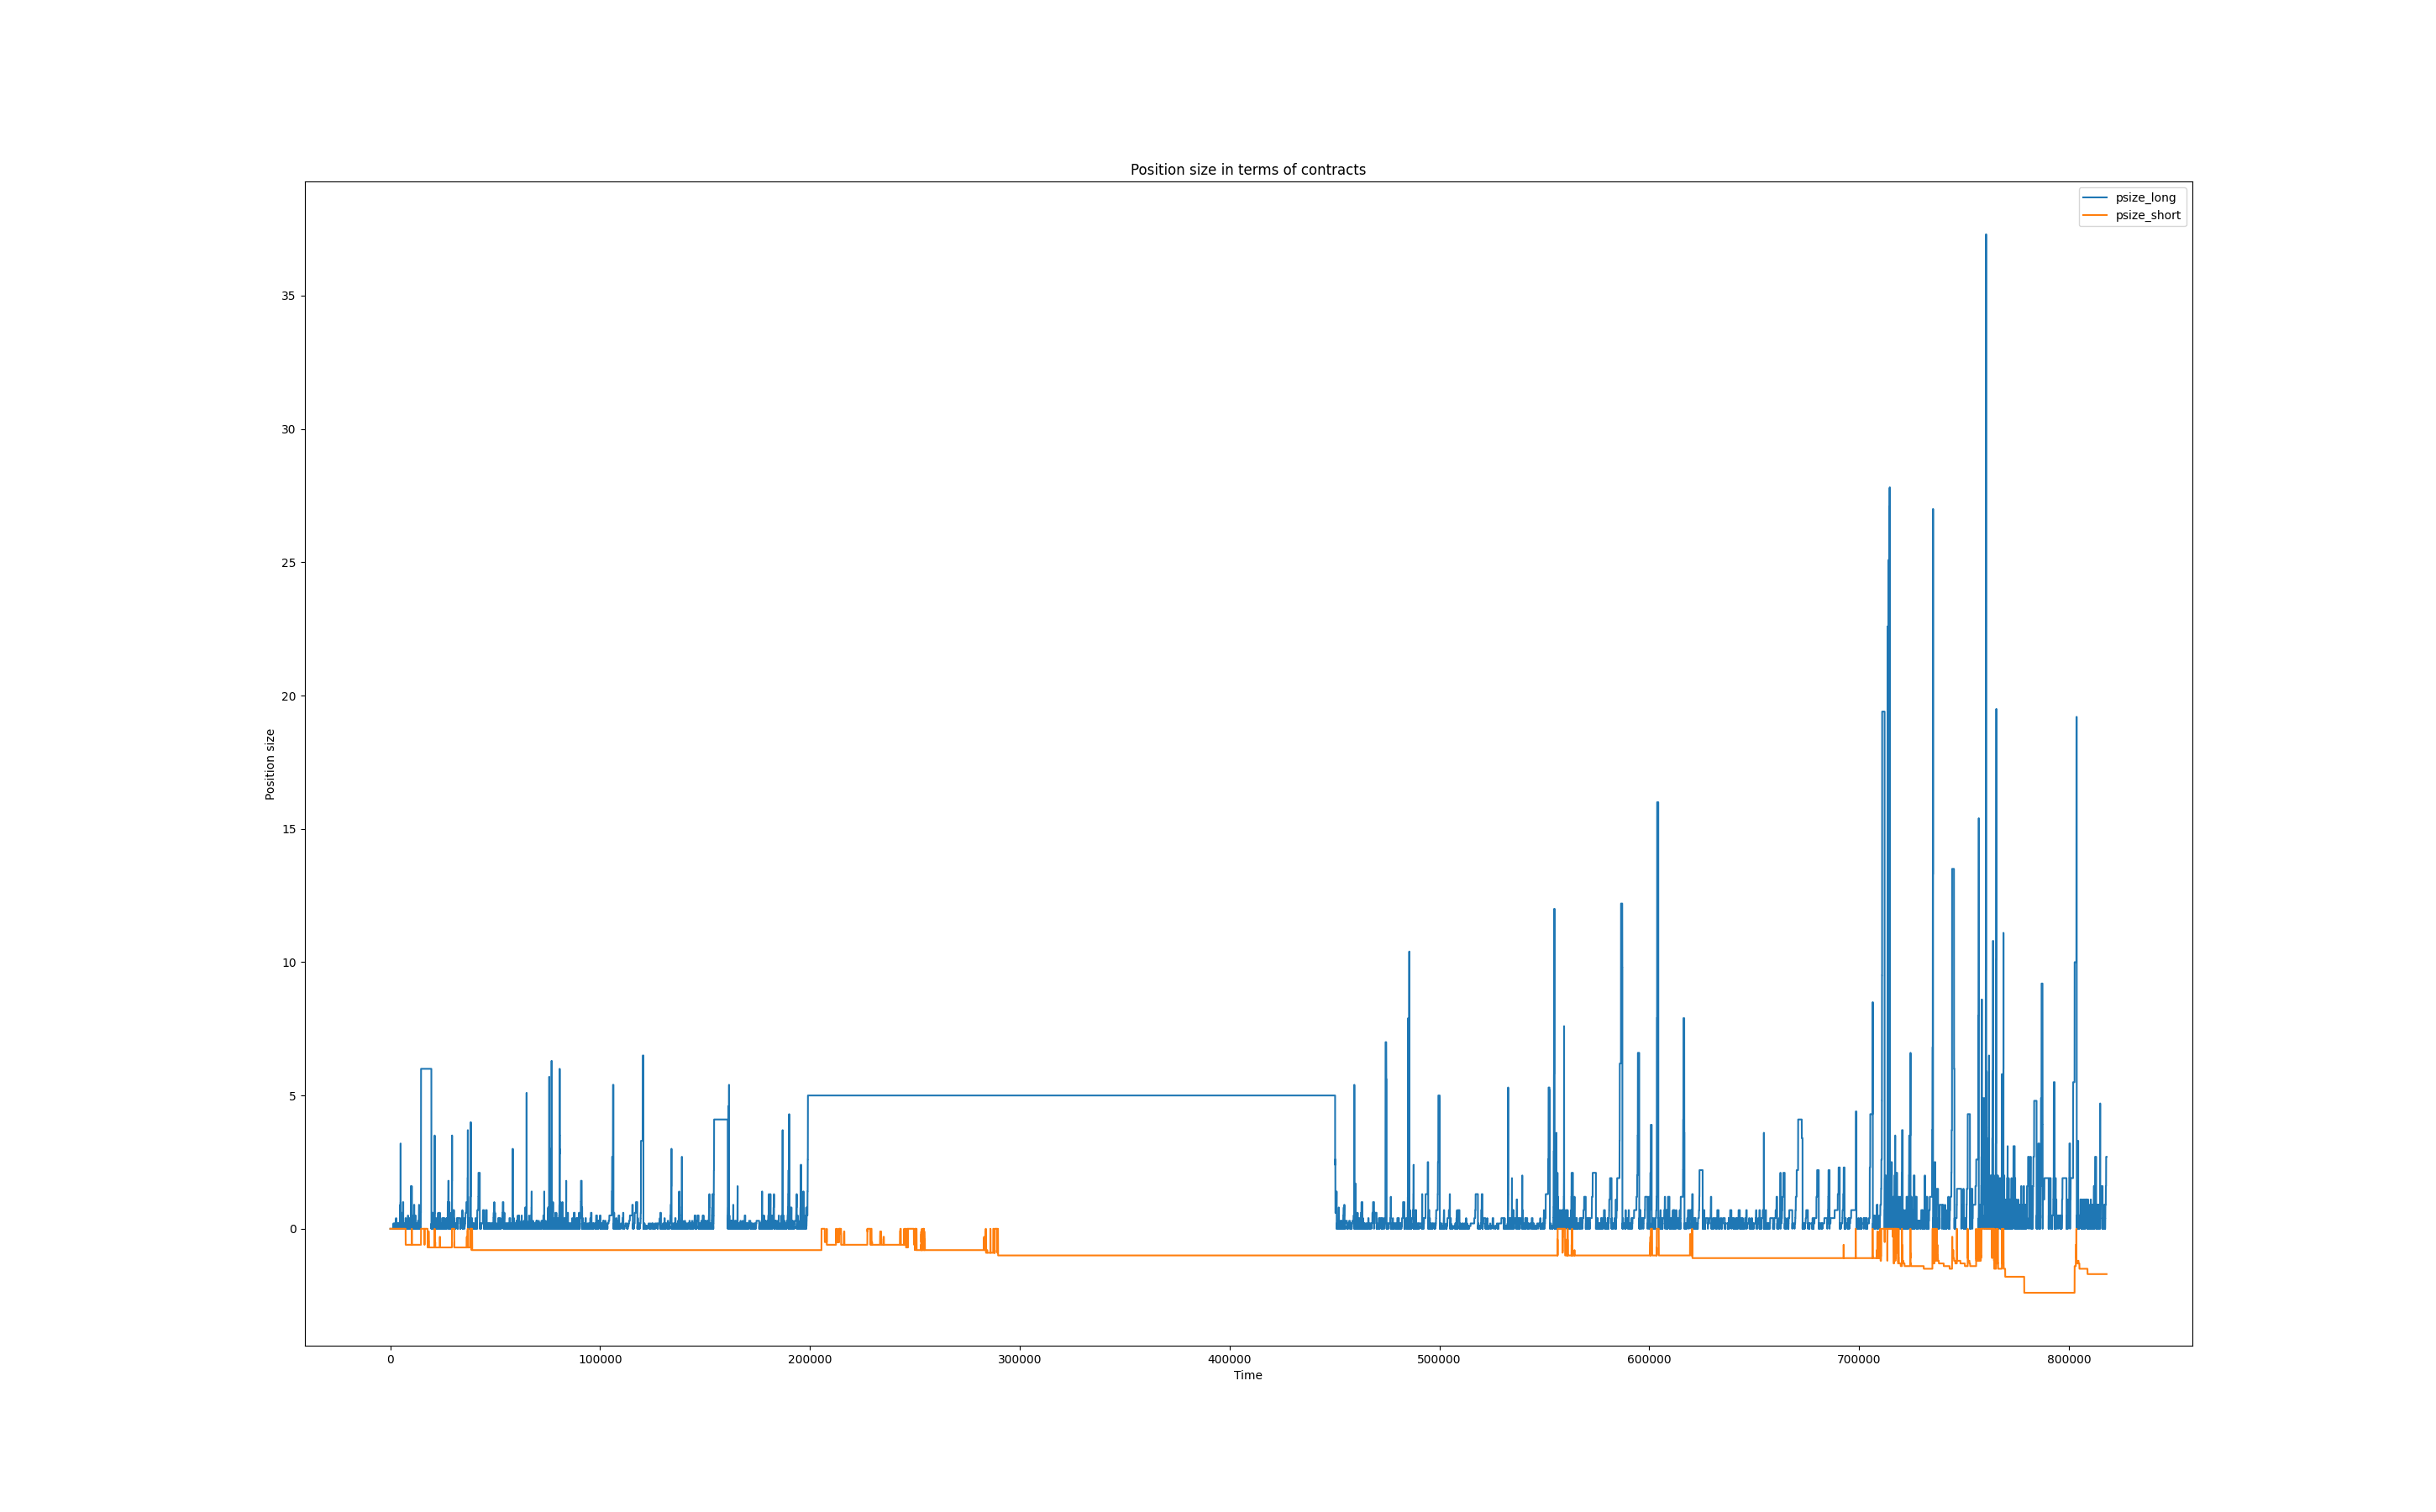 Position size in terms of contracts
psize_long
psize_short
35
30
25
20
15
10
5
0
Position size
0 100000 200000 300000 400000 500000 600000 700000 800000
Time